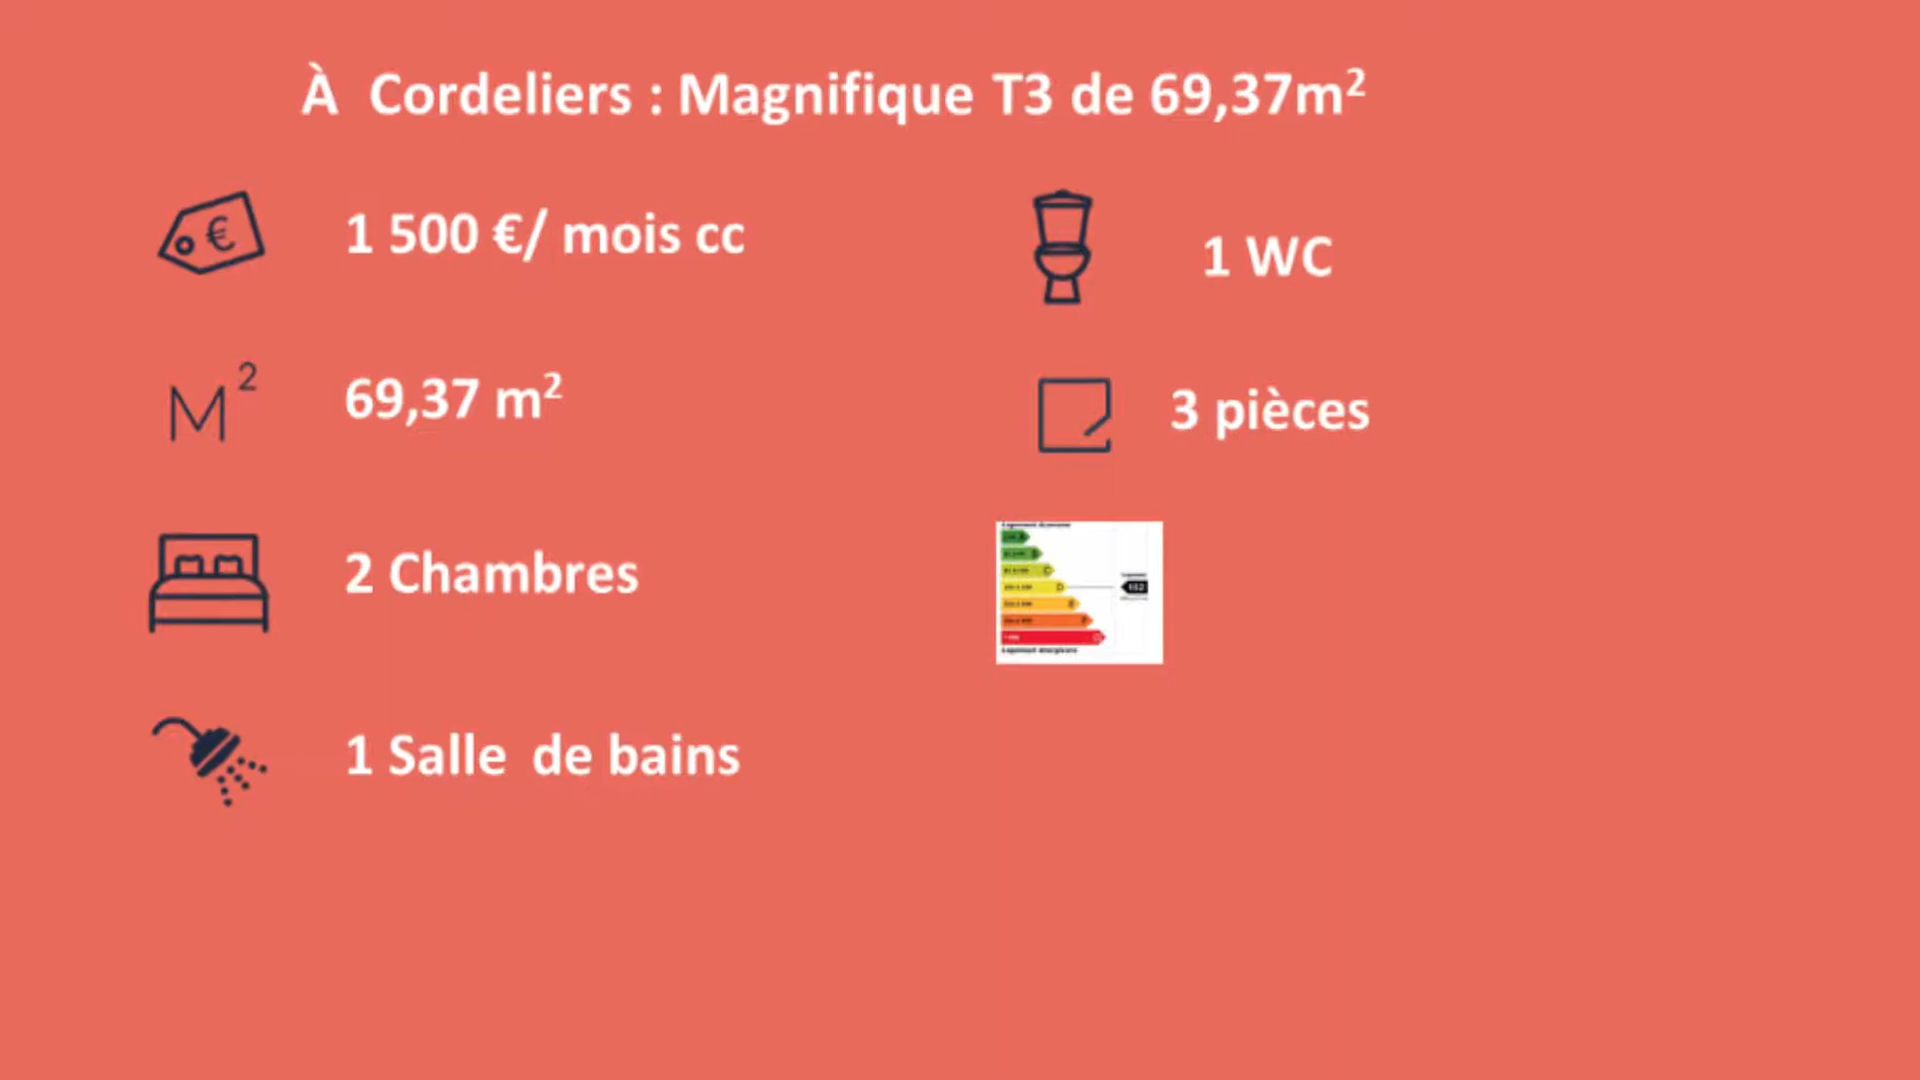 À Cordeliers : Magnifique T3 de 69,37m²
€
1 500 €/ mois cc
1 WC
M²
69,37 m²
3 pièces
2 Chambres
1 Salle de bains